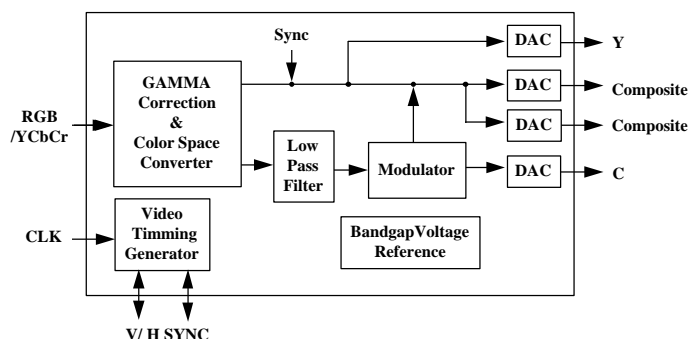 Sync
DAC
Y
GAMMA
Correction
&
Color Space
Converter
DAC
Composite
RGB
/YCbCr
DAC
Composite
Low
Pass
Filter
Modulator
DAC
C
CLK
Video
Timming
Generator
BandgapVoltage
Reference
V/ H SYNC